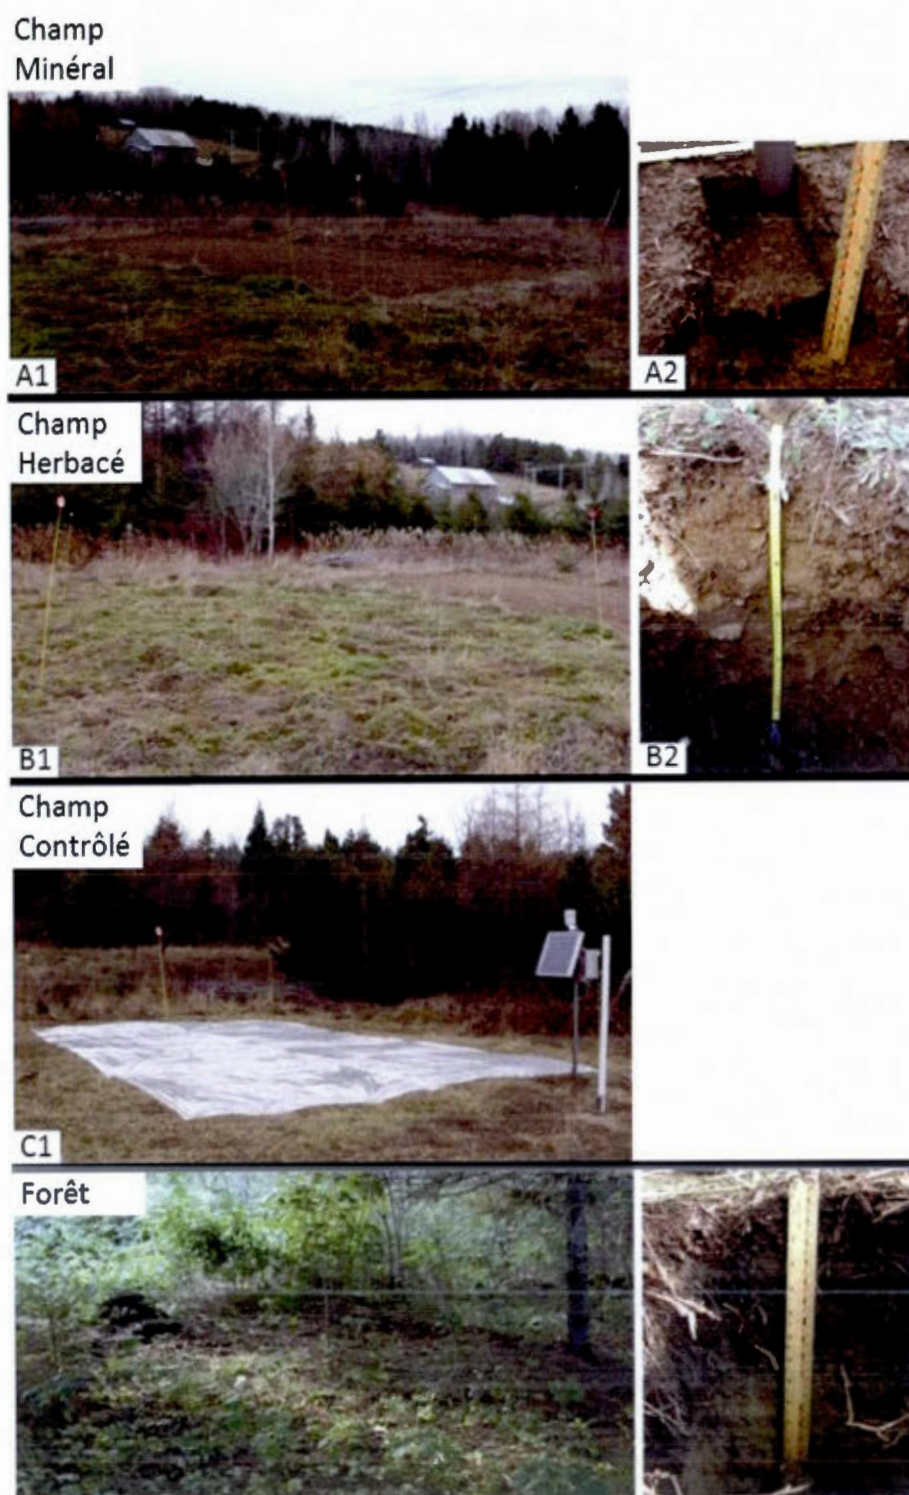 Champ
Minéral
A1
A2
Champ
Herbacé
B1
B2
Champ
Contrôlé
C1
Forêt